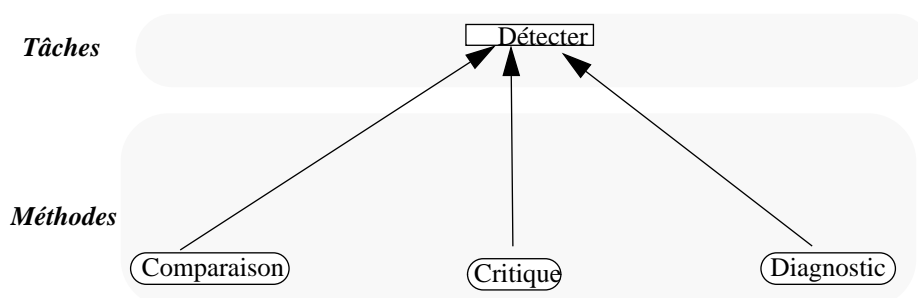 Tâches
Détecter
Méthodes
Comparaison
Critique
Diagnostic